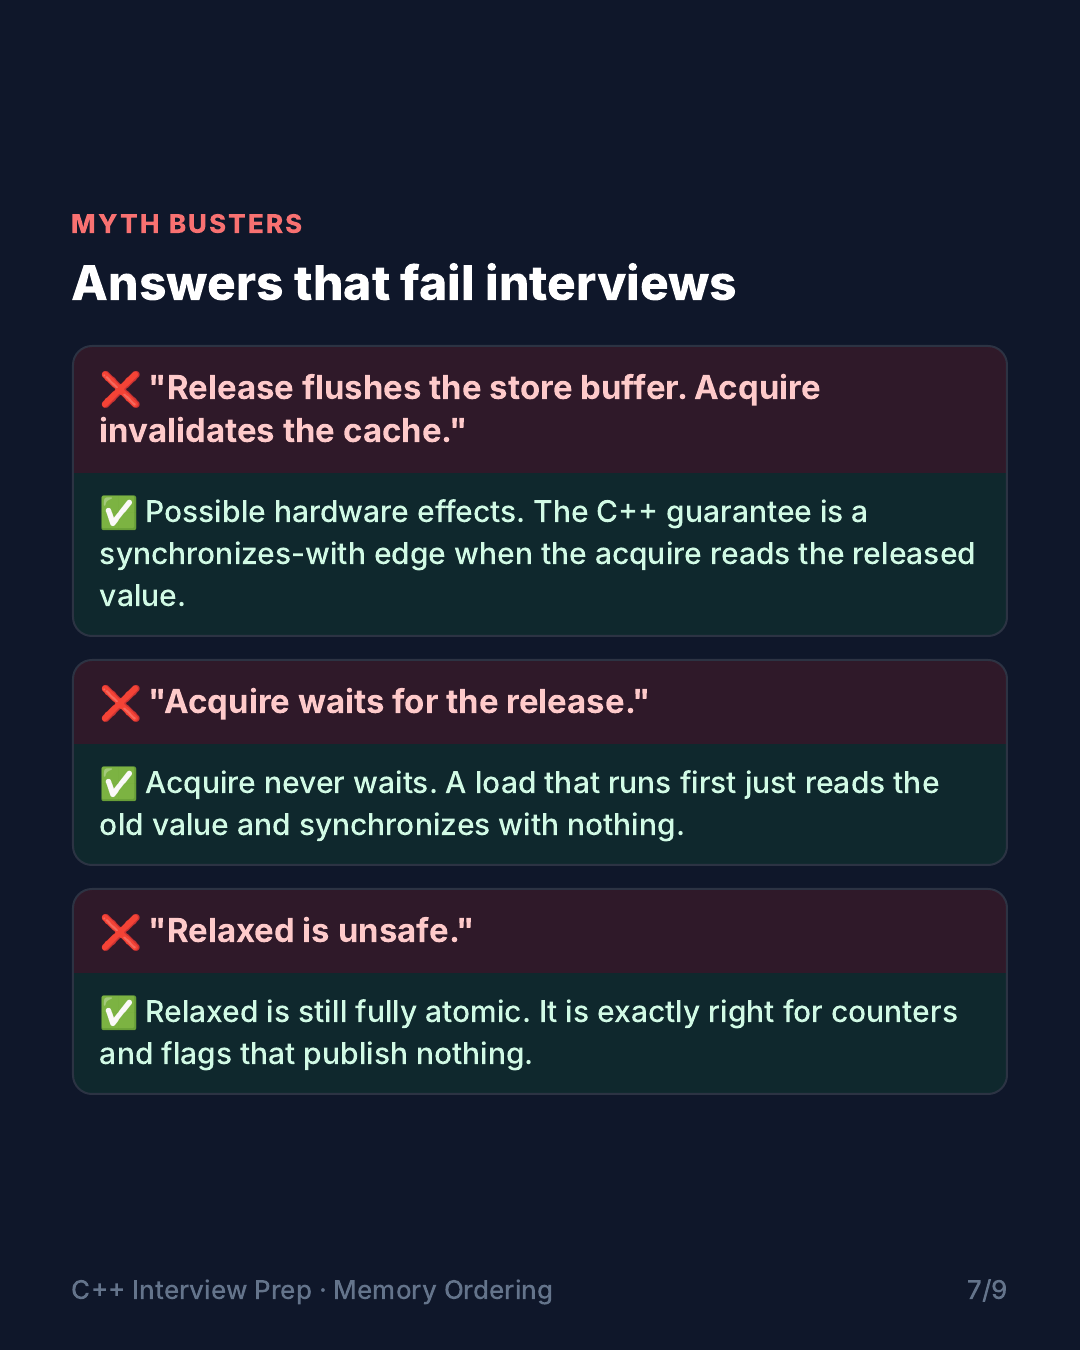 MYTH BUSTERS
Answers that fail interviews
❌ "Release flushes the store buffer. Acquire
invalidates the cache."
✅ Possible hardware effects. The C++ guarantee is a
synchronizes-with edge when the acquire reads the released
value.
❌ "Acquire waits for the release."
✅ Acquire never waits. A load that runs first just reads the
old value and synchronizes with nothing.
❌ "Relaxed is unsafe."
✅ Relaxed is still fully atomic. It is exactly right for counters
and flags that publish nothing.
C++ Interview Prep · Memory Ordering
7/9